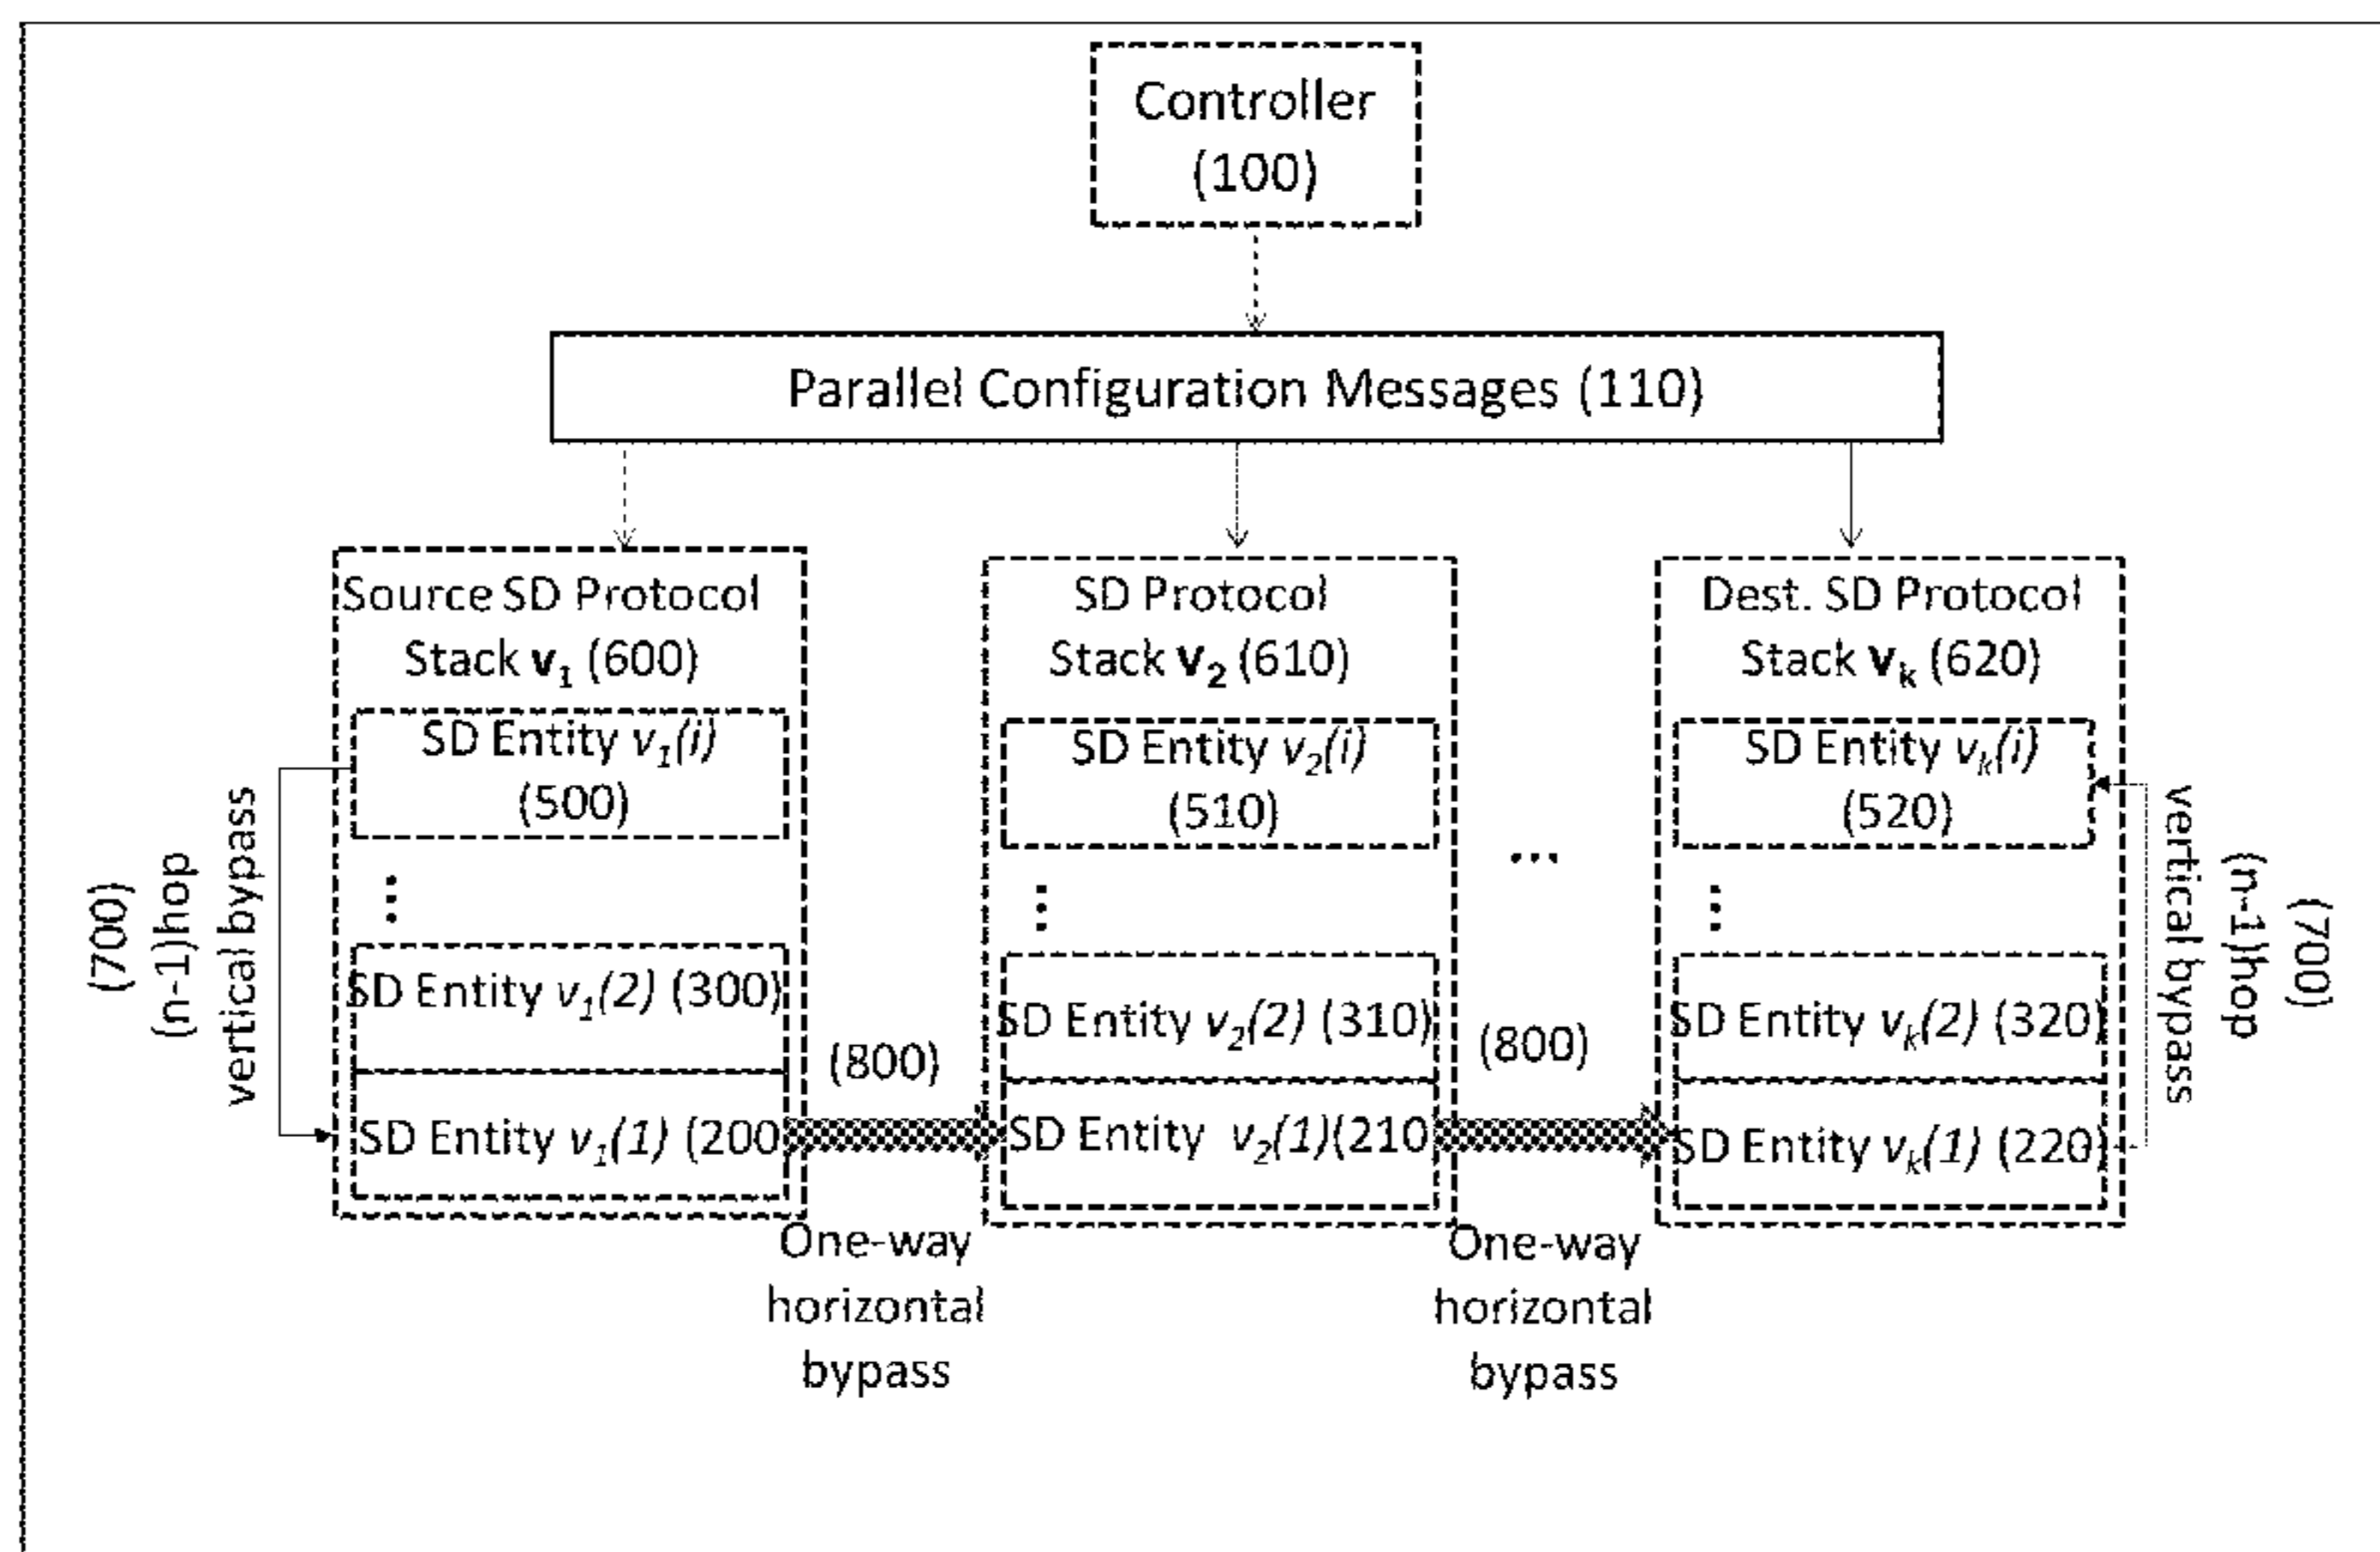 Controller
(100)
Parallel Configuration Messages (110)
Source SD Protocol
Stack v₁ (600)
SD Entity v₁(i)
(500)
⋮
SD Entity v₁(2) (300)
SD Entity v₁(1) (200
(700)
(n-1)hop
vertical bypass
(800)
One-way
horizontal
bypass
SD Protocol
Stack v₂ (610)
SD Entity v₂(i)
(510)
⋮
SD Entity v₂(2) (310)
SD Entity v₂(1)(210
...
(800)
One-way
horizontal
bypass
Dest. SD Protocol
Stack vₖ (620)
SD Entity vₖ(i)
(520)
⋮
SD Entity vₖ(2) (320)
SD Entity vₖ(1) (220)
(700)
(n-1)hop
vertical bypass